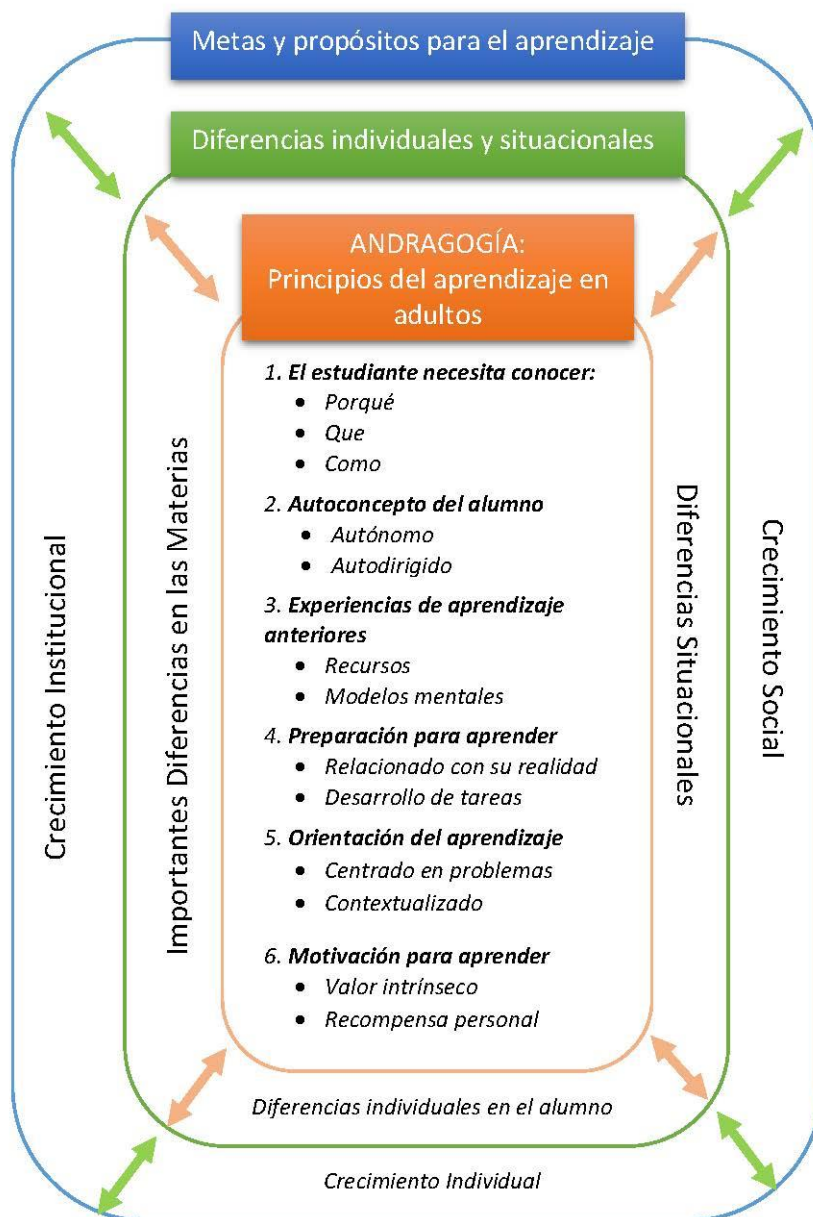 Metas y propósitos para el aprendizaje
Diferencias individuales y situacionales
ANDRAGOGÍA:
Principios del aprendizaje en
adultos
1. El estudiante necesita conocer:
• Porqué
• Que
• Como
2. Autoconcepto del alumno
• Autónomo
• Autodirigido
3. Experiencias de aprendizaje
anteriores
• Recursos
• Modelos mentales
4. Preparación para aprender
• Relacionado con su realidad
• Desarrollo de tareas
5. Orientación del aprendizaje
• Centrado en problemas
• Contextualizado
6. Motivación para aprender
• Valor intrínseco
• Recompensa personal
Crecimiento Institucional
Importantes Diferencias en las Materias
Diferencias Situacionales
Crecimiento Social
Diferencias individuales en el alumno
Crecimiento Individual